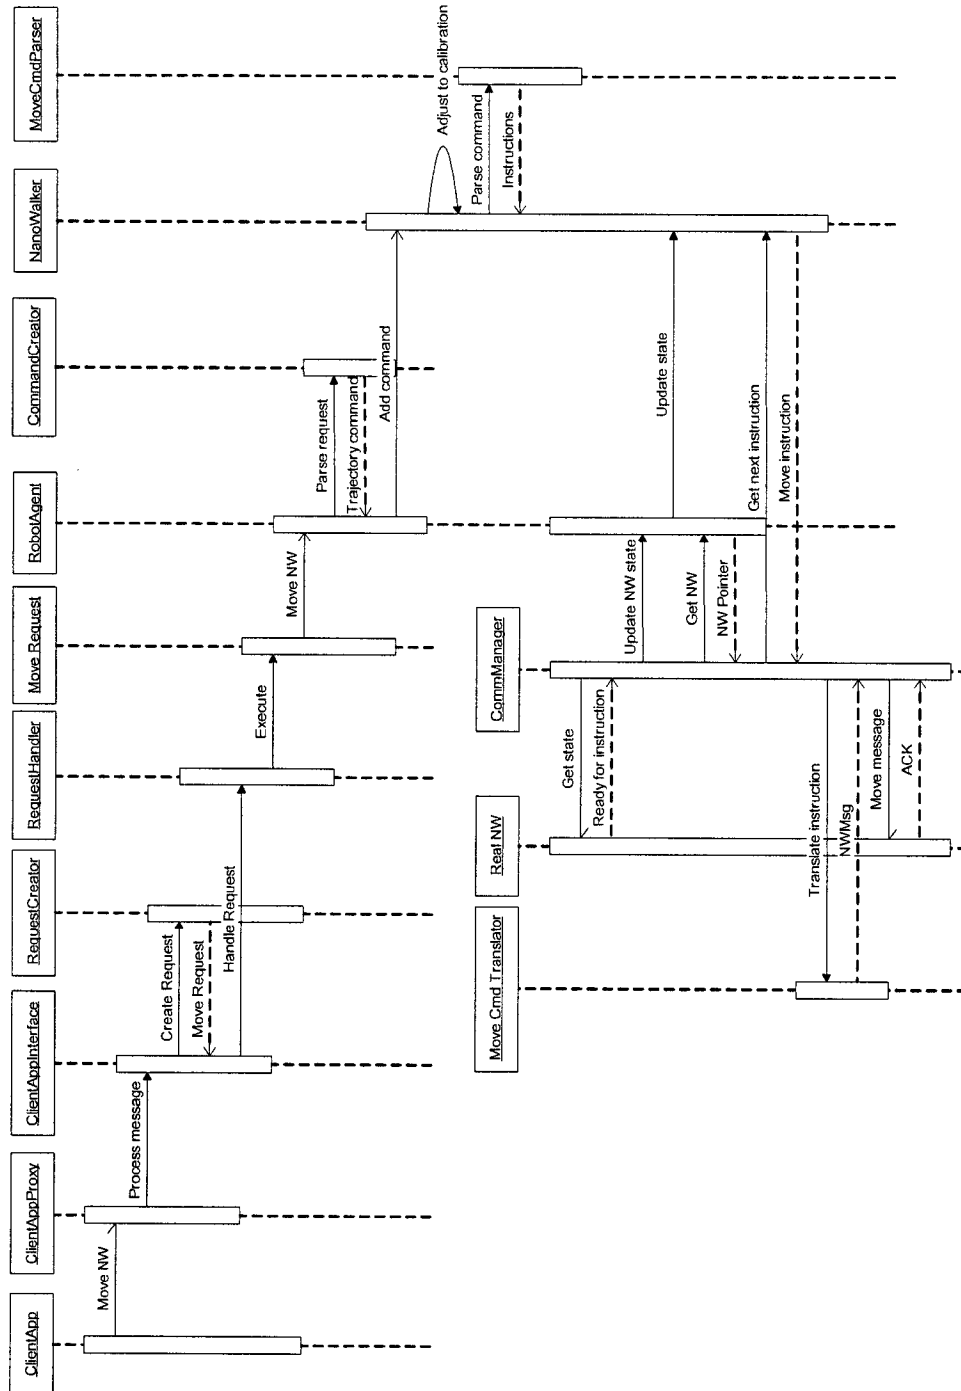 ClientApp
ClientAppProxy
ClientAppInterface
RequestCreator
RequestHandler
Move Request
RobotAgent
CommandCreator
NanoWalker
MoveCmdParser
Move NW
Process message
Create Request
Move Request
Handle Request
Execute
Move NW
Parse request
Trajectory command
Add command
Adjust to calibration
Parse command
Instructions
Move Cmd Translator
Real NW
CommManager
Get state
Ready for instruction
Update NW state
Update state
Get NW
NW Pointer
Get next instruction
Move instruction
Translate instruction
NWMsg
Move message
ACK